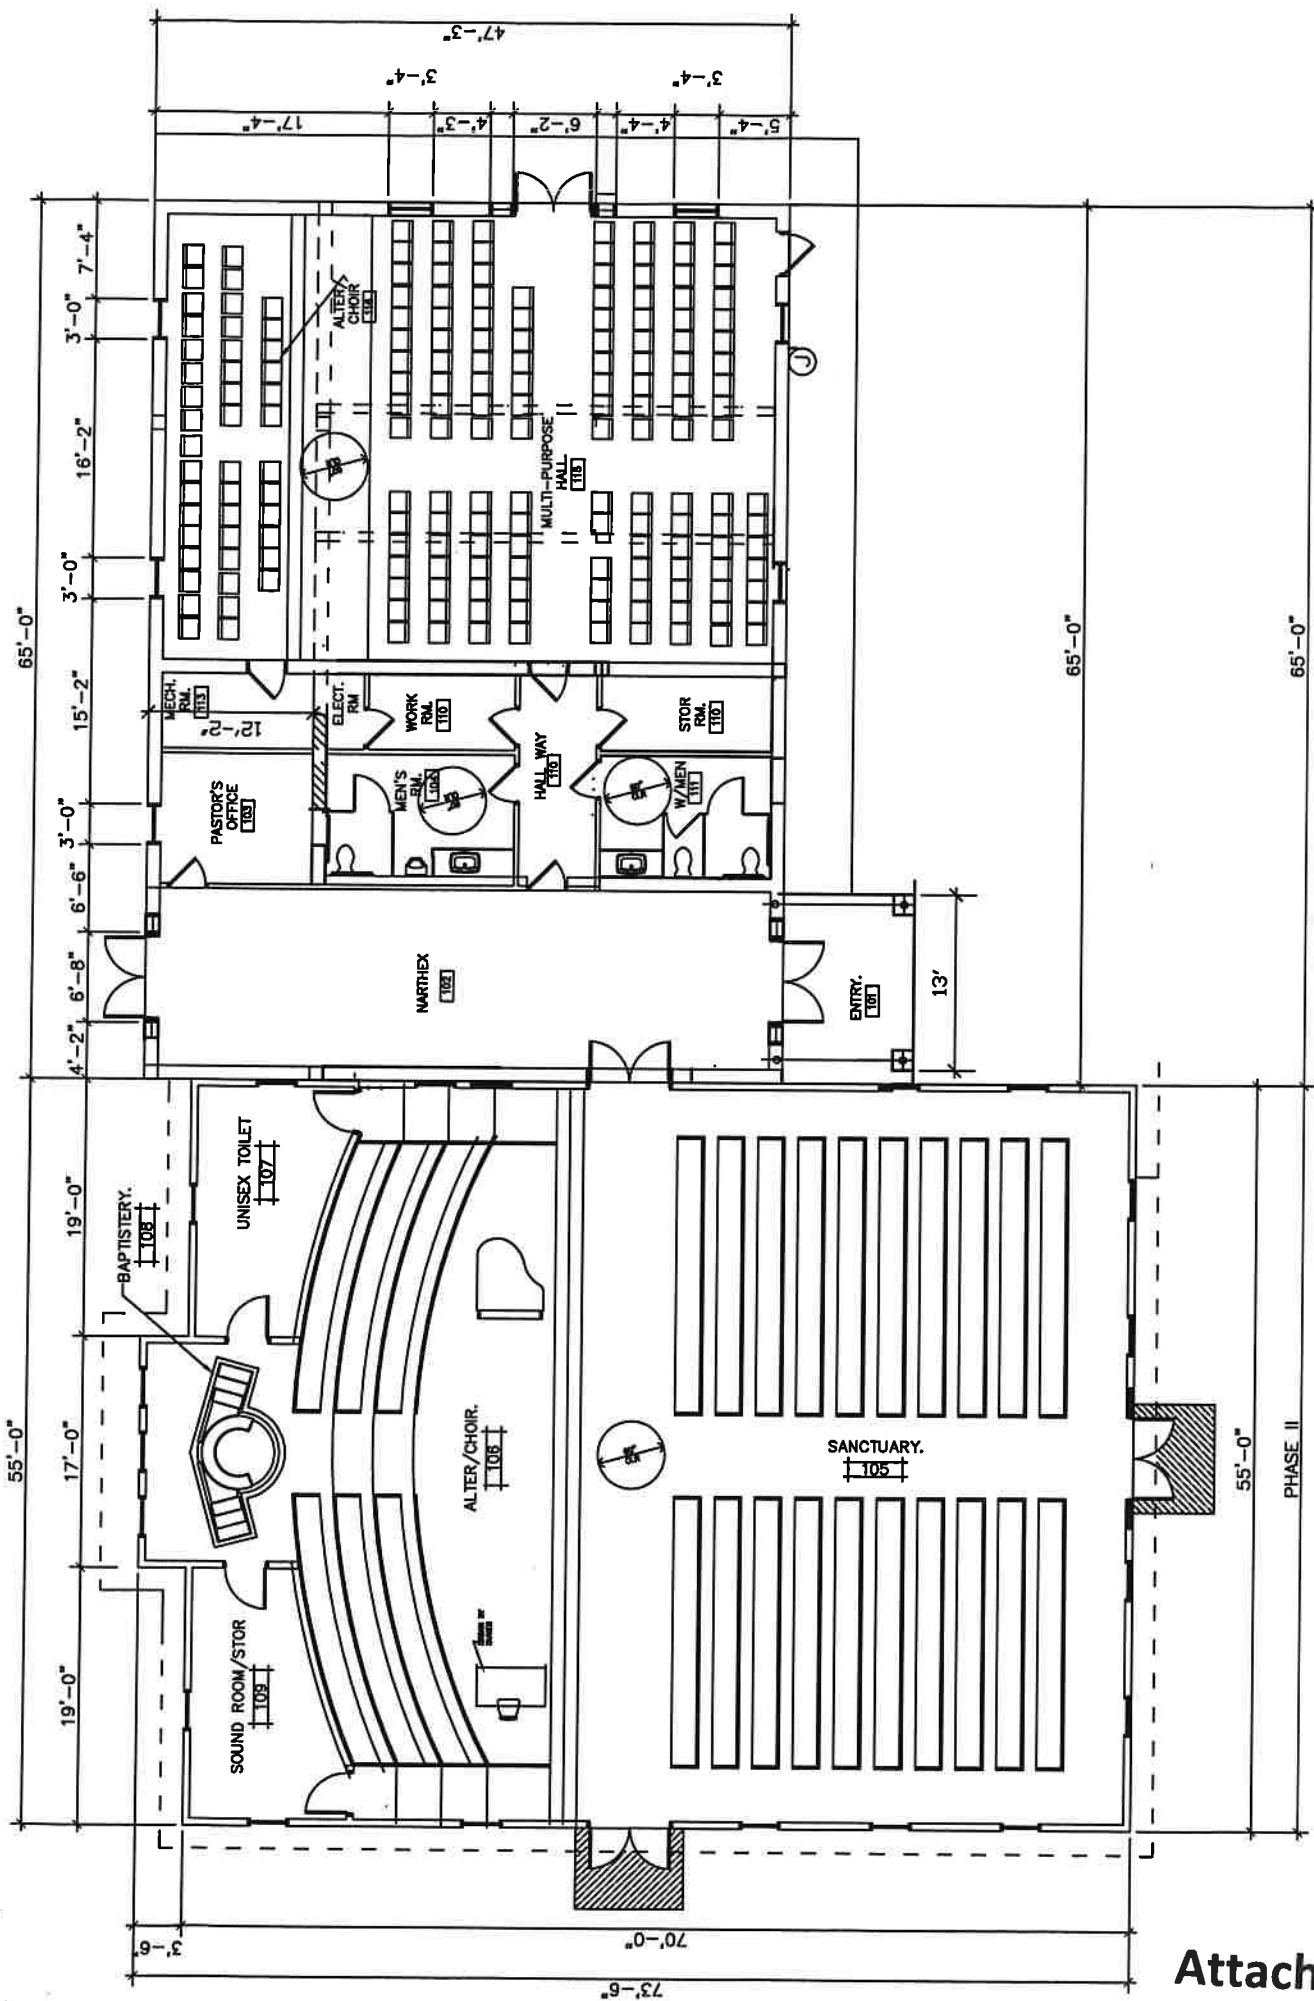 47'-3"
3'-4"
3'-4"
17'-4"
4'-3"
6'-2"
4'-4"
5'-4"
65'-0"
7'-4"
3'-0"
16'-2"
3'-0"
15'-2"
3'-0"
6'-6"
6'-8"
4'-2"
ALTER/
CHOIR
J
MULTI-PURPOSE
HALL
115
MECH.
RM.
113
12'-2"
ELECT.
RM
WORK
RM.
110
STOR
RM.
110
PASTOR'S
OFFICE
103
MEN'S
RM.
HALL WAY
110
W/MEN
111
NARTHEX
102
ENTRY.
101
13'
65'-0"
65'-0"
55'-0"
19'-0"
17'-0"
19'-0"
BAPTISTERY.
108
UNISEX TOILET
107
ALTER/CHOIR.
106
SOUND ROOM/STOR
109
SANCTUARY.
105
55'-0"
PHASE II
3'-6"
70'-0"
73'-6"
Attach